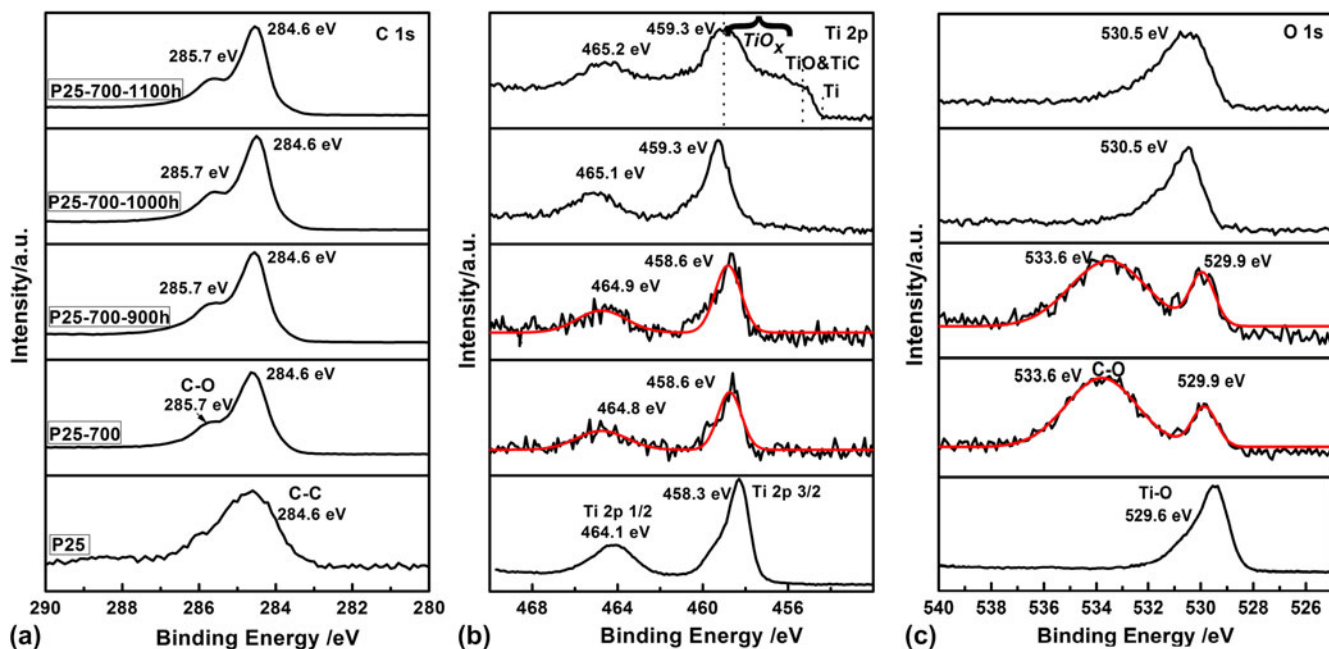 C 1s
284.6 eV
285.7 eV
P25-700-1100h
284.6 eV
285.7 eV
P25-700-1000h
284.6 eV
285.7 eV
P25-700-900h
284.6 eV
C-O
285.7 eV
P25-700
C-C
284.6 eV
P25
Intensity/a.u.
290 288 286 284 282 280
Binding Energy /eV
(a)
Ti 2p
459.3 eV
TiOx
465.2 eV
TiO&TiC
Ti
459.3 eV
465.1 eV
458.6 eV
464.9 eV
458.6 eV
464.8 eV
458.3 eV
Ti 2p 3/2
Ti 2p 1/2
464.1 eV
Intensity/a.u.
468 464 460 456
Binding Energy /eV
(b)
O 1s
530.5 eV
530.5 eV
533.6 eV
529.9 eV
C-O
533.6 eV
529.9 eV
Ti-O
529.6 eV
Intensity/a.u.
540 538 536 534 532 530 528 526
Binding Energy /eV
(c)